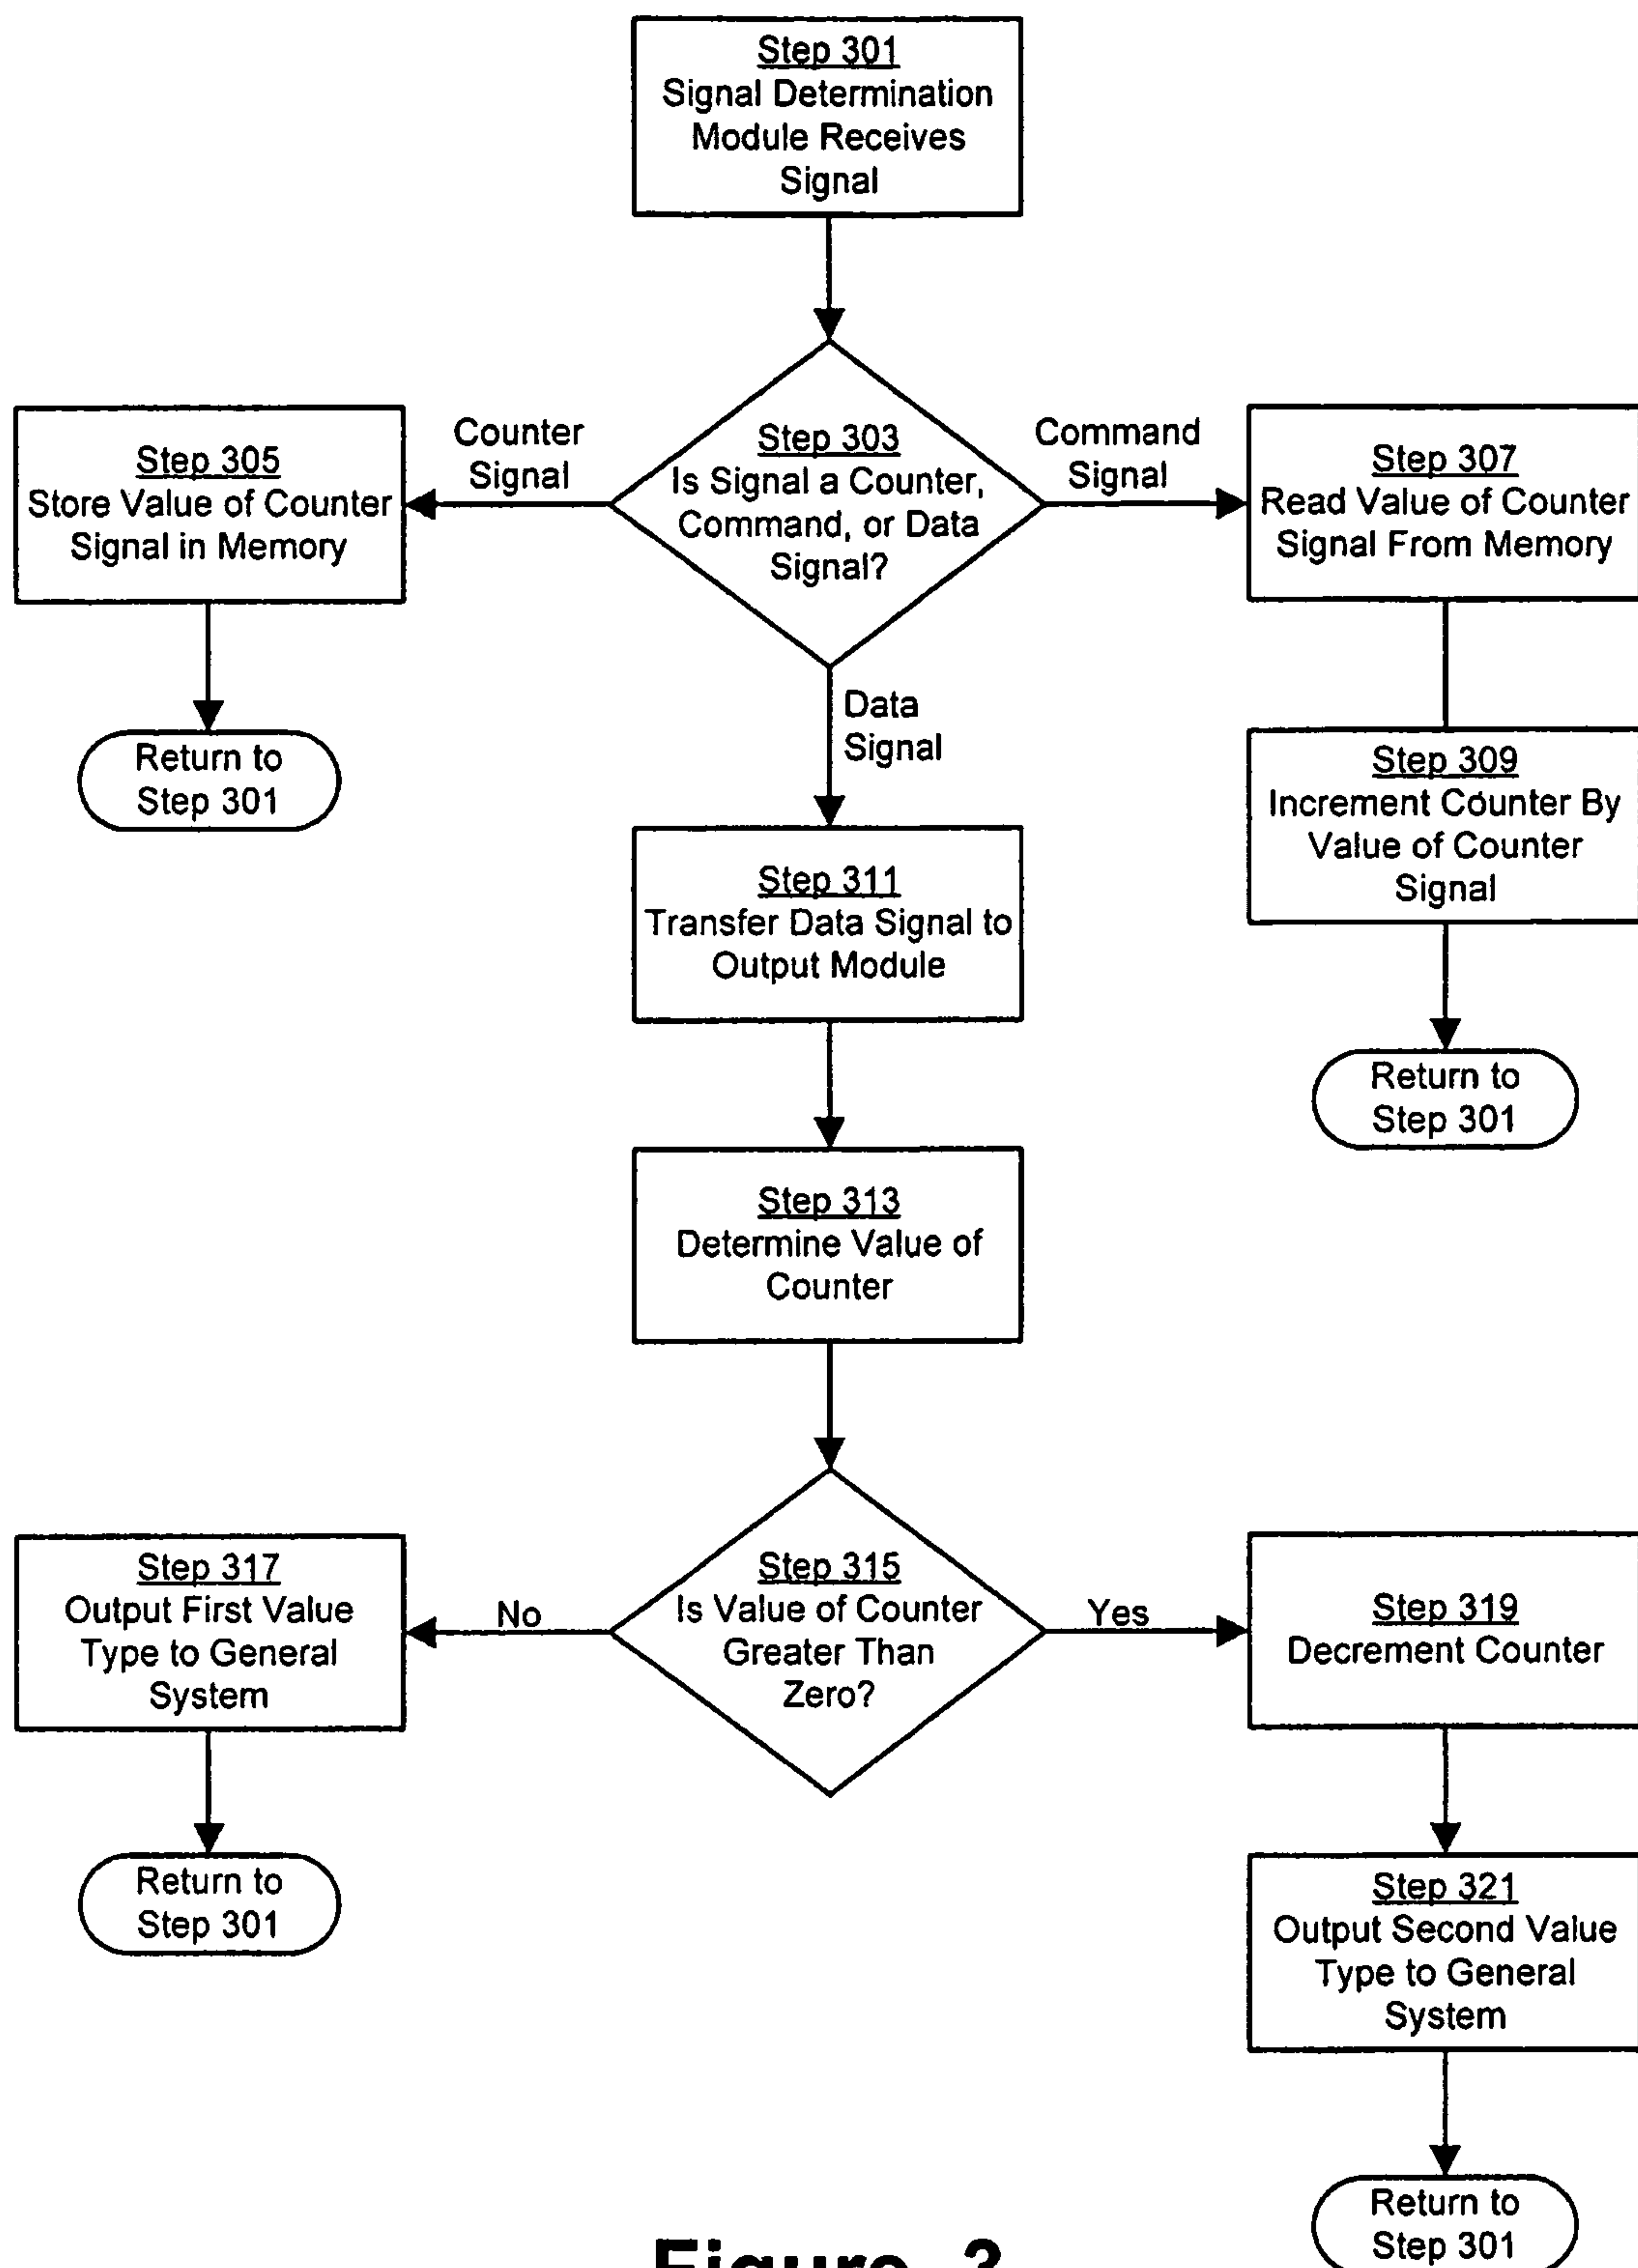 Step 301
Signal Determination
Module Receives
Signal
Counter
Signal
Command
Signal
Step 305
Store Value of Counter
Signal in Memory
Step 303
Is Signal a Counter,
Command, or Data
Signal?
Step 307
Read Value of Counter
Signal From Memory
Data
Signal
Return to
Step 301
Step 309
Increment Counter By
Value of Counter
Signal
Step 311
Transfer Data Signal to
Output Module
Return to
Step 301
Step 313
Determine Value of
Counter
Step 317
Output First Value
Type to General
System
No
Step 315
Is Value of Counter
Greater Than
Zero?
Yes
Step 319
Decrement Counter
Return to
Step 301
Step 321
Output Second Value
Type to General
System
Return to
Step 301
Figure 3